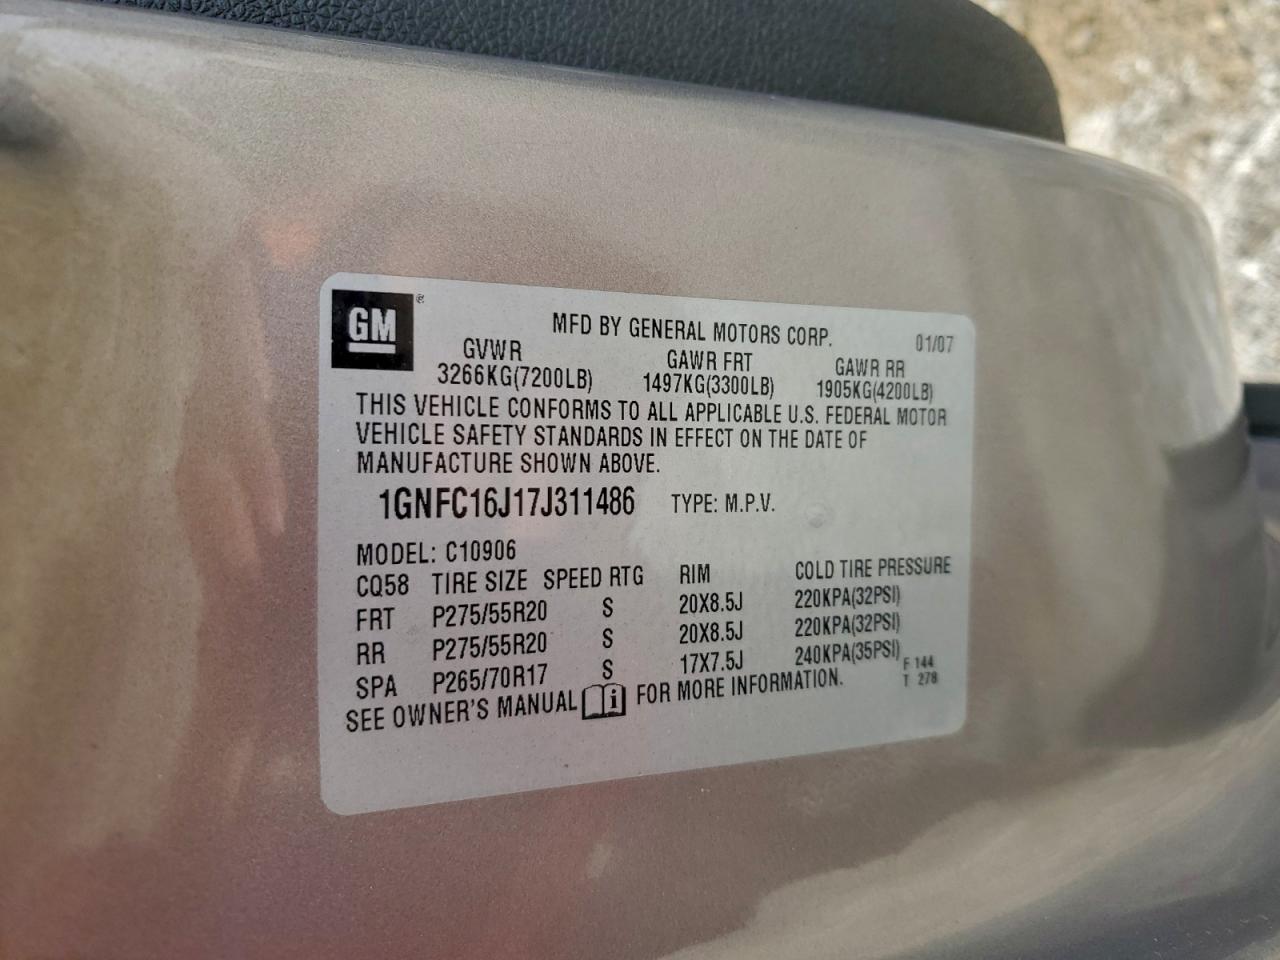 GM ®
MFD BY GENERAL MOTORS CORP. 01/07
GVWR GAWR FRT GAWR RR
3266KG(7200LB) 1497KG(3300LB) 1905KG(4200LB)
THIS VEHICLE CONFORMS TO ALL APPLICABLE U.S. FEDERAL MOTOR
VEHICLE SAFETY STANDARDS IN EFFECT ON THE DATE OF
MANUFACTURE SHOWN ABOVE.
1GNFC16J17J311486 TYPE: M.P.V.
MODEL: C10906
CQ58 TIRE SIZE SPEED RTG RIM COLD TIRE PRESSURE
FRT P275/55R20 S 20X8.5J 220KPA(32PSI)
RR P275/55R20 S 20X8.5J 220KPA(32PSI)
SPA P265/70R17 S 17X7.5J 240KPA(35PSI) F 144
SEE OWNER'S MANUAL i FOR MORE INFORMATION. T 278